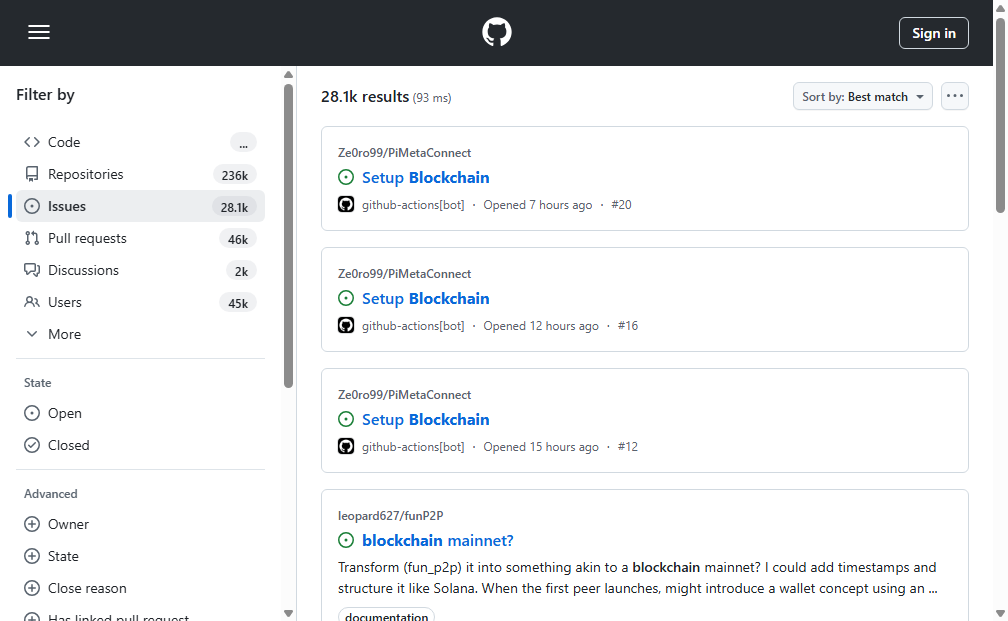 Sign in
Filter by
Code
...
Repositories
236k
Issues
28.1k
Pull requests
46k
Discussions
2k
Users
45k
More
State
Open
Closed
Advanced
Owner
State
Close reason
Has linked pull request
28.1k results (93 ms)
Sort by: Best match
Ze0ro99/PiMetaConnect
Setup Blockchain
github-actions[bot] · Opened 7 hours ago · #20
Ze0ro99/PiMetaConnect
Setup Blockchain
github-actions[bot] · Opened 12 hours ago · #16
Ze0ro99/PiMetaConnect
Setup Blockchain
github-actions[bot] · Opened 15 hours ago · #12
leopard627/funP2P
blockchain mainnet?
Transform (fun_p2p) it into something akin to a blockchain mainnet? I could add timestamps and
structure it like Solana. When the first peer launches, might introduce a wallet concept using an ...
documentation